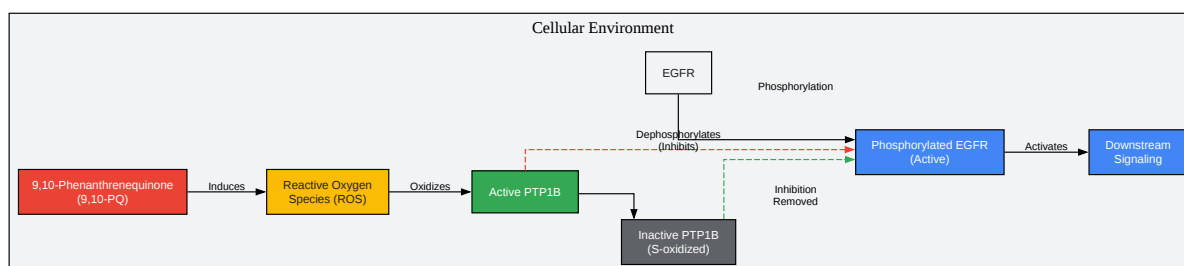 Cellular Environment
EGFR
Phosphorylation
Dephosphorylates
(Inhibits)
Phosphorylated EGFR
(Active)
Activates
Downstream
Signaling
9,10-Phenanthrenequinone
(9,10-PQ)
Induces
Reactive Oxygen
Species (ROS)
Oxidizes
Active PTP1B
Inhibition
Removed
Inactive PTP1B
(S-oxidized)